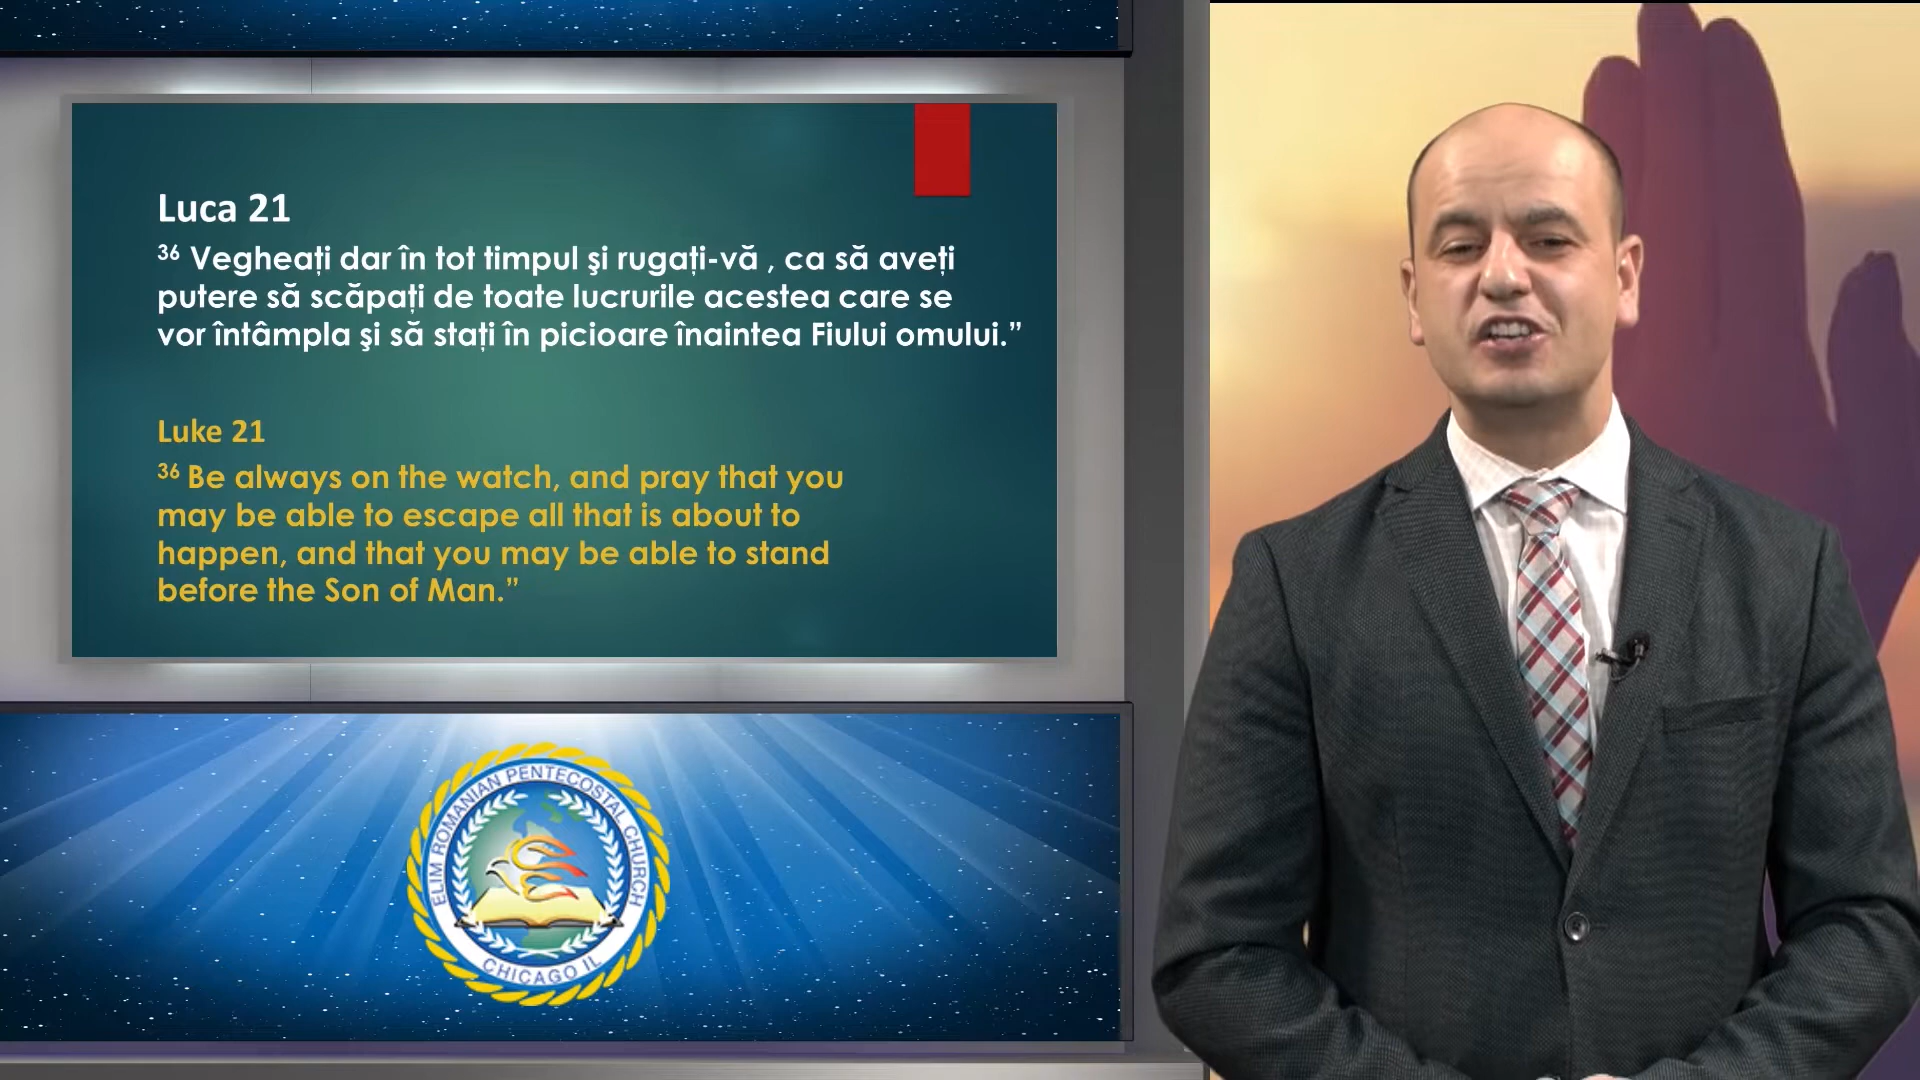 Luca 21
36 Vegheați dar în tot timpul şi rugați-vă , ca să aveți
putere să scăpați de toate lucrurile acestea care se
vor întâmpla şi să stați în picioare înaintea Fiului omului.”
Luke 21
36 Be always on the watch, and pray that you
may be able to escape all that is about to
happen, and that you may be able to stand
before the Son of Man.”
ELIM ROMANIAN PENTECOSTAL CHURCH
CHICAGO IL